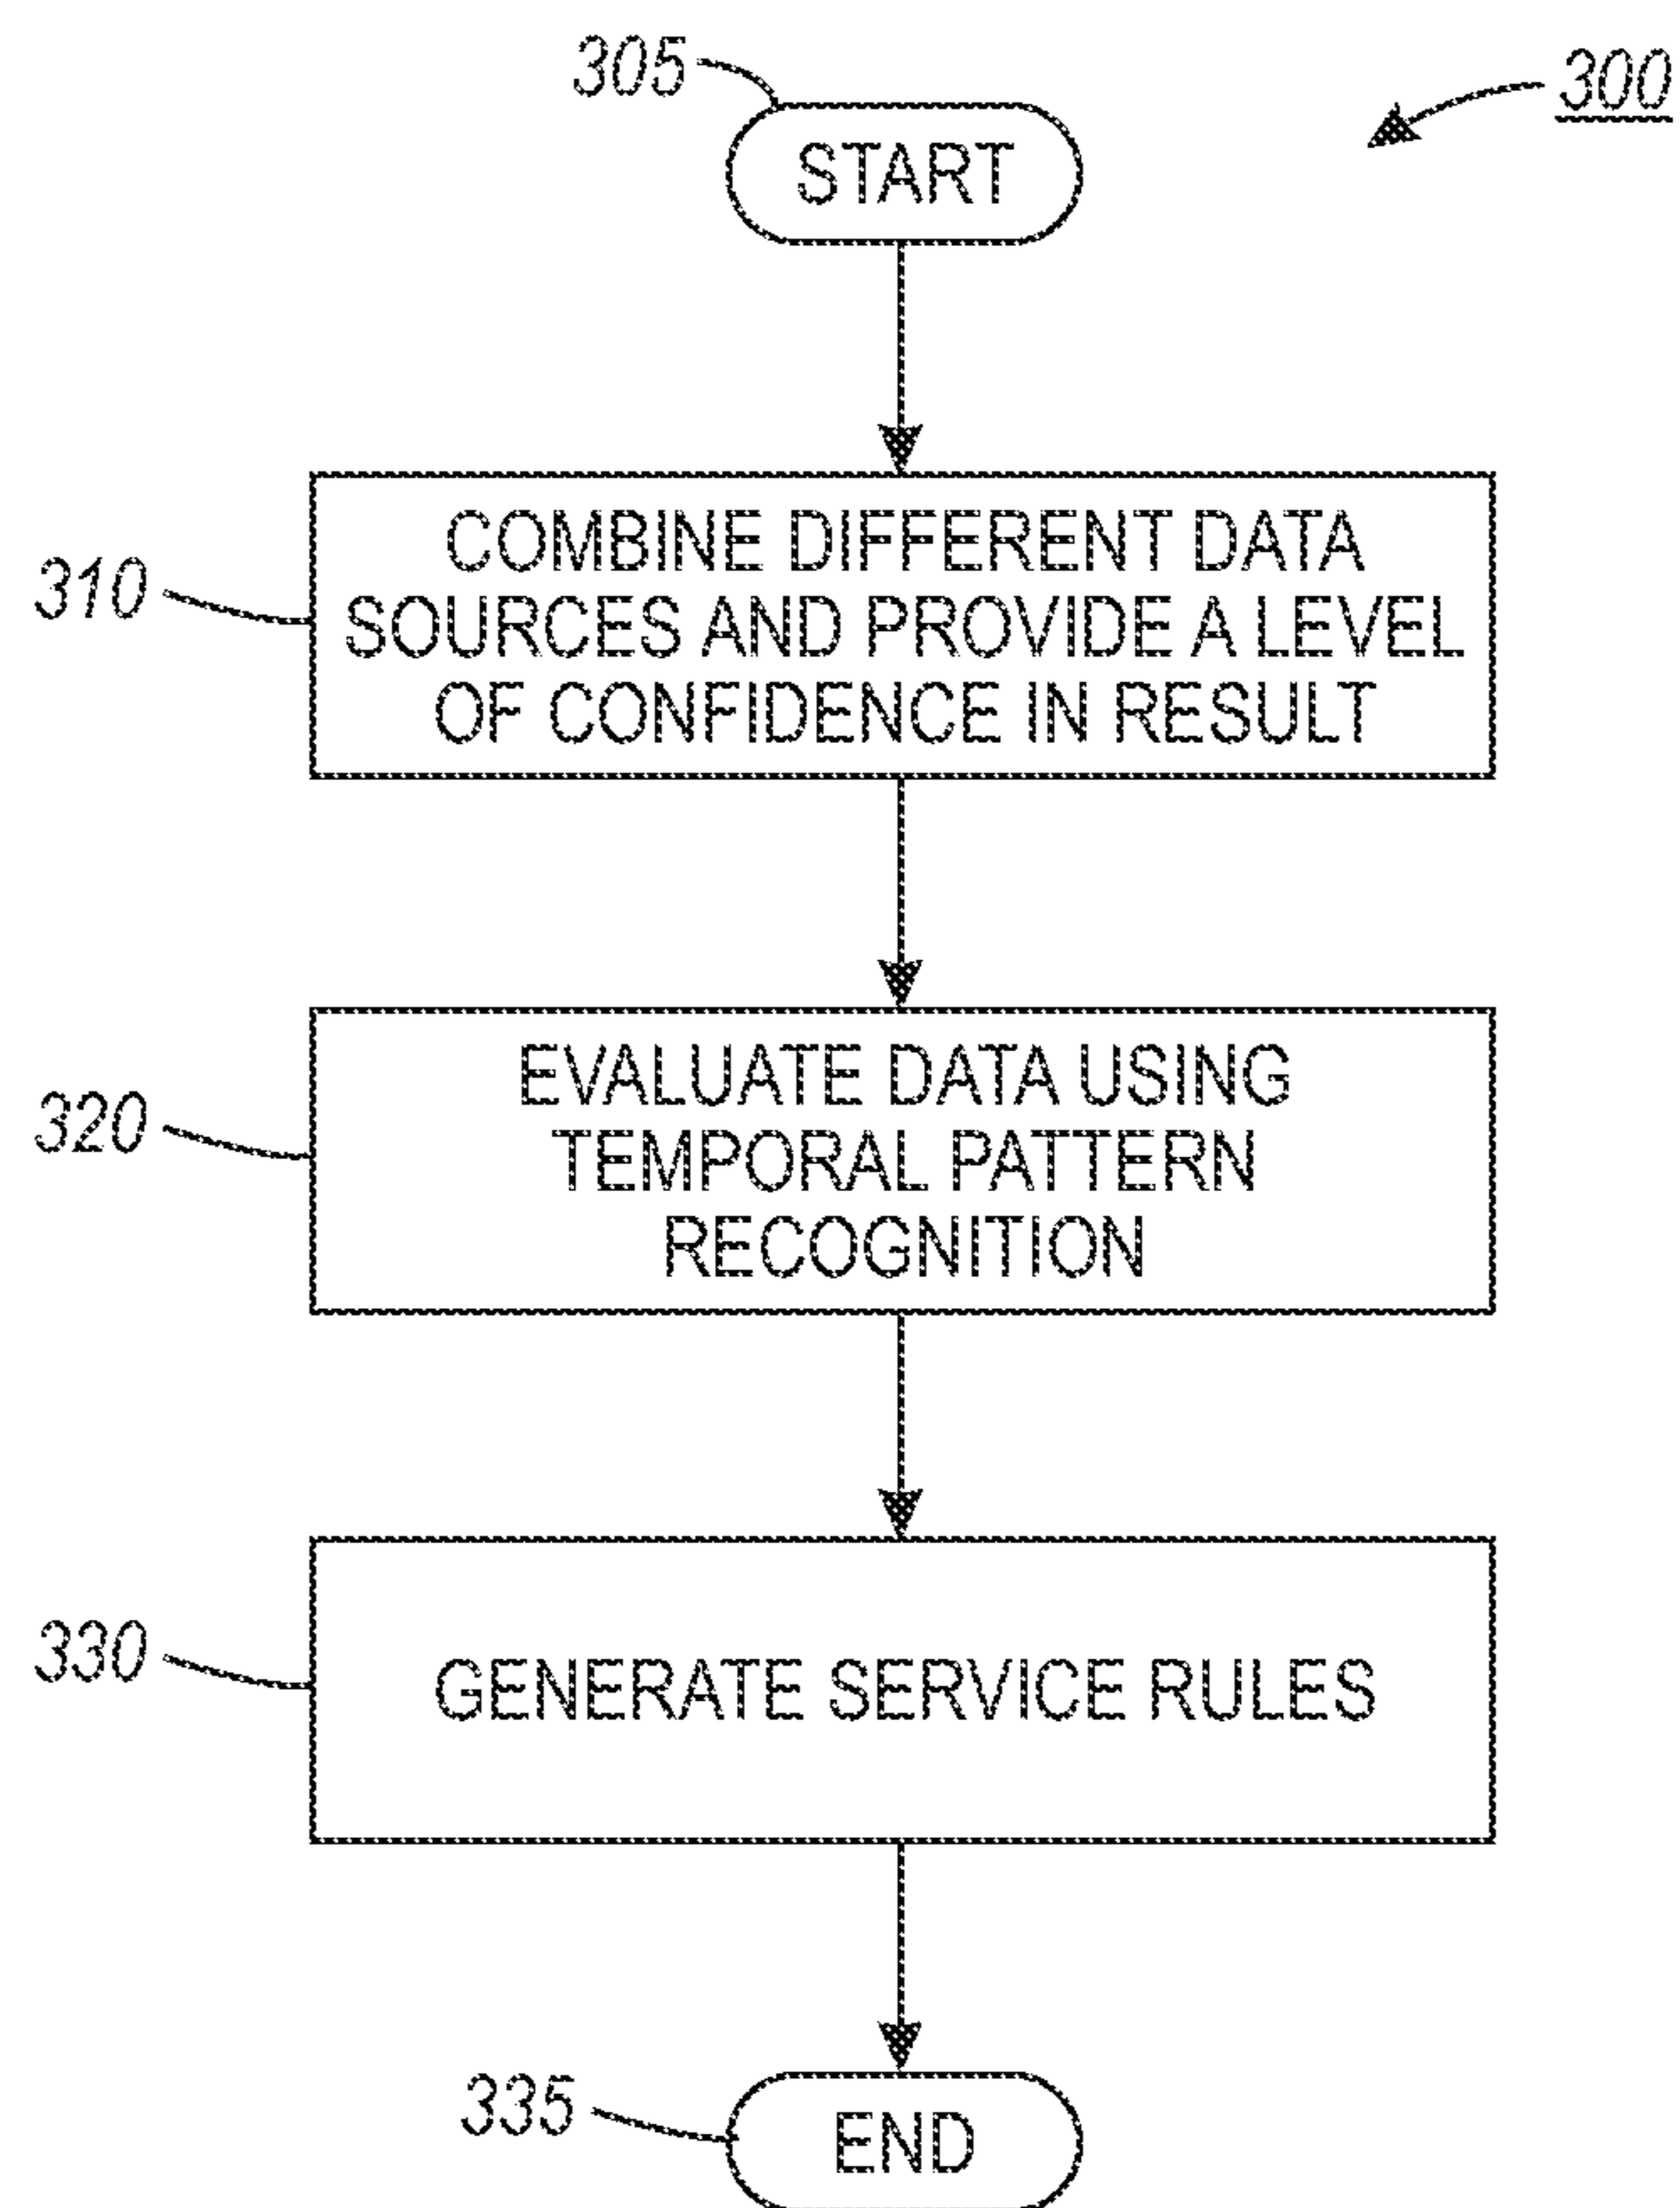 305
300
START
310
COMBINE DIFFERENT DATA
SOURCES AND PROVIDE A LEVEL
OF CONFIDENCE IN RESULT
320
EVALUATE DATA USING
TEMPORAL PATTERN
RECOGNITION
330
GENERATE SERVICE RULES
335
END